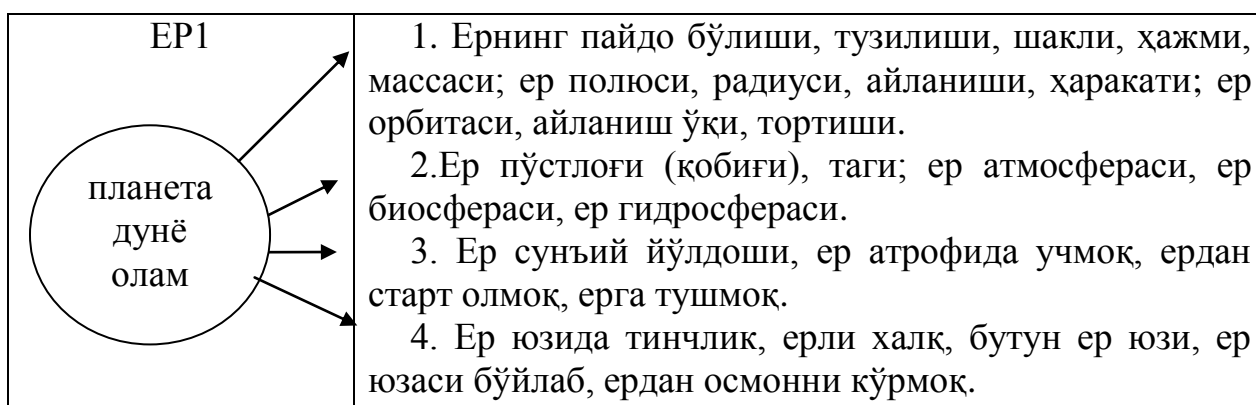 ЕР1
планета
дунё
олам
1. Ернинг пайдо бўлиши, тузилиши, шакли, ҳажми,
массаси; ер полюси, радиуси, айланиши, ҳаракати; ер
орбитаси, айланиш ўқи, тортиши.
2.Ер пўстлоғи (қобиғи), таги; ер атмосфераси, ер
биосфераси, ер гидросфераси.
3. Ер сунъий йўлдоши, ер атрофида учмоқ, ердан
старт олмоқ, ерга тушмоқ.
4. Ер юзида тинчлик, ерли халқ, бутун ер юзи, ер
юзаси бўйлаб, ердан осмонни кўрмоқ.